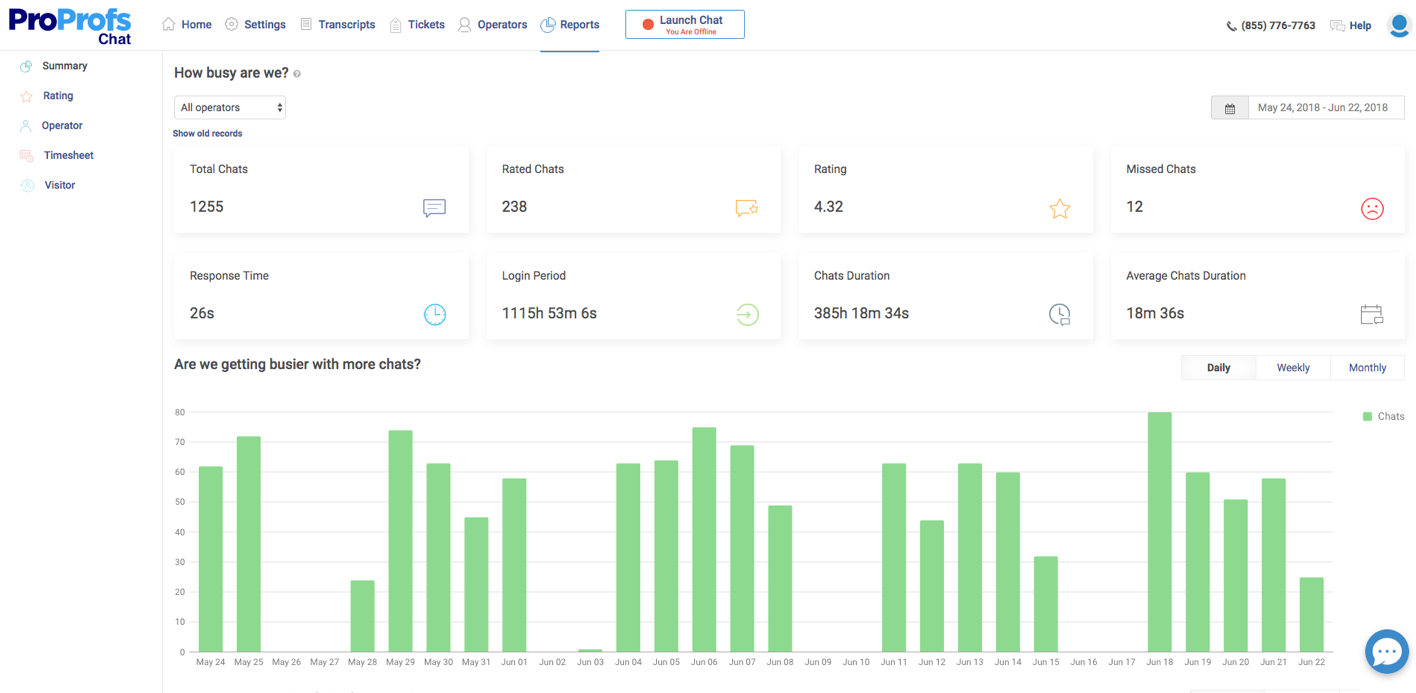 ProProfs
Chat
Home Settings Transcripts Tickets Operators Reports
Launch Chat
You Are Offline
(855) 776-7763 Help
Summary
Rating
Operator
Timesheet
Visitor
How busy are we? ?
All operators
May 24, 2018 - Jun 22, 2018
Show old records
Total Chats Rated Chats Rating Missed Chats
1255 238 4.32 12
Response Time Login Period Chats Duration Average Chats Duration
26s 1115h 53m 6s 385h 18m 34s 18m 36s
Are we getting busier with more chats?
Daily Weekly Monthly
Chats
80
70
60
50
40
30
20
10
0
May 24 May 25 May 26 May 27 May 28 May 29 May 30 May 31 Jun 01 Jun 02 Jun 03 Jun 04 Jun 05 Jun 06 Jun 07 Jun 08 Jun 09 Jun 10 Jun 11 Jun 12 Jun 13 Jun 14 Jun 15 Jun 16 Jun 17 Jun 18 Jun 19 Jun 20 Jun 21 Jun 22